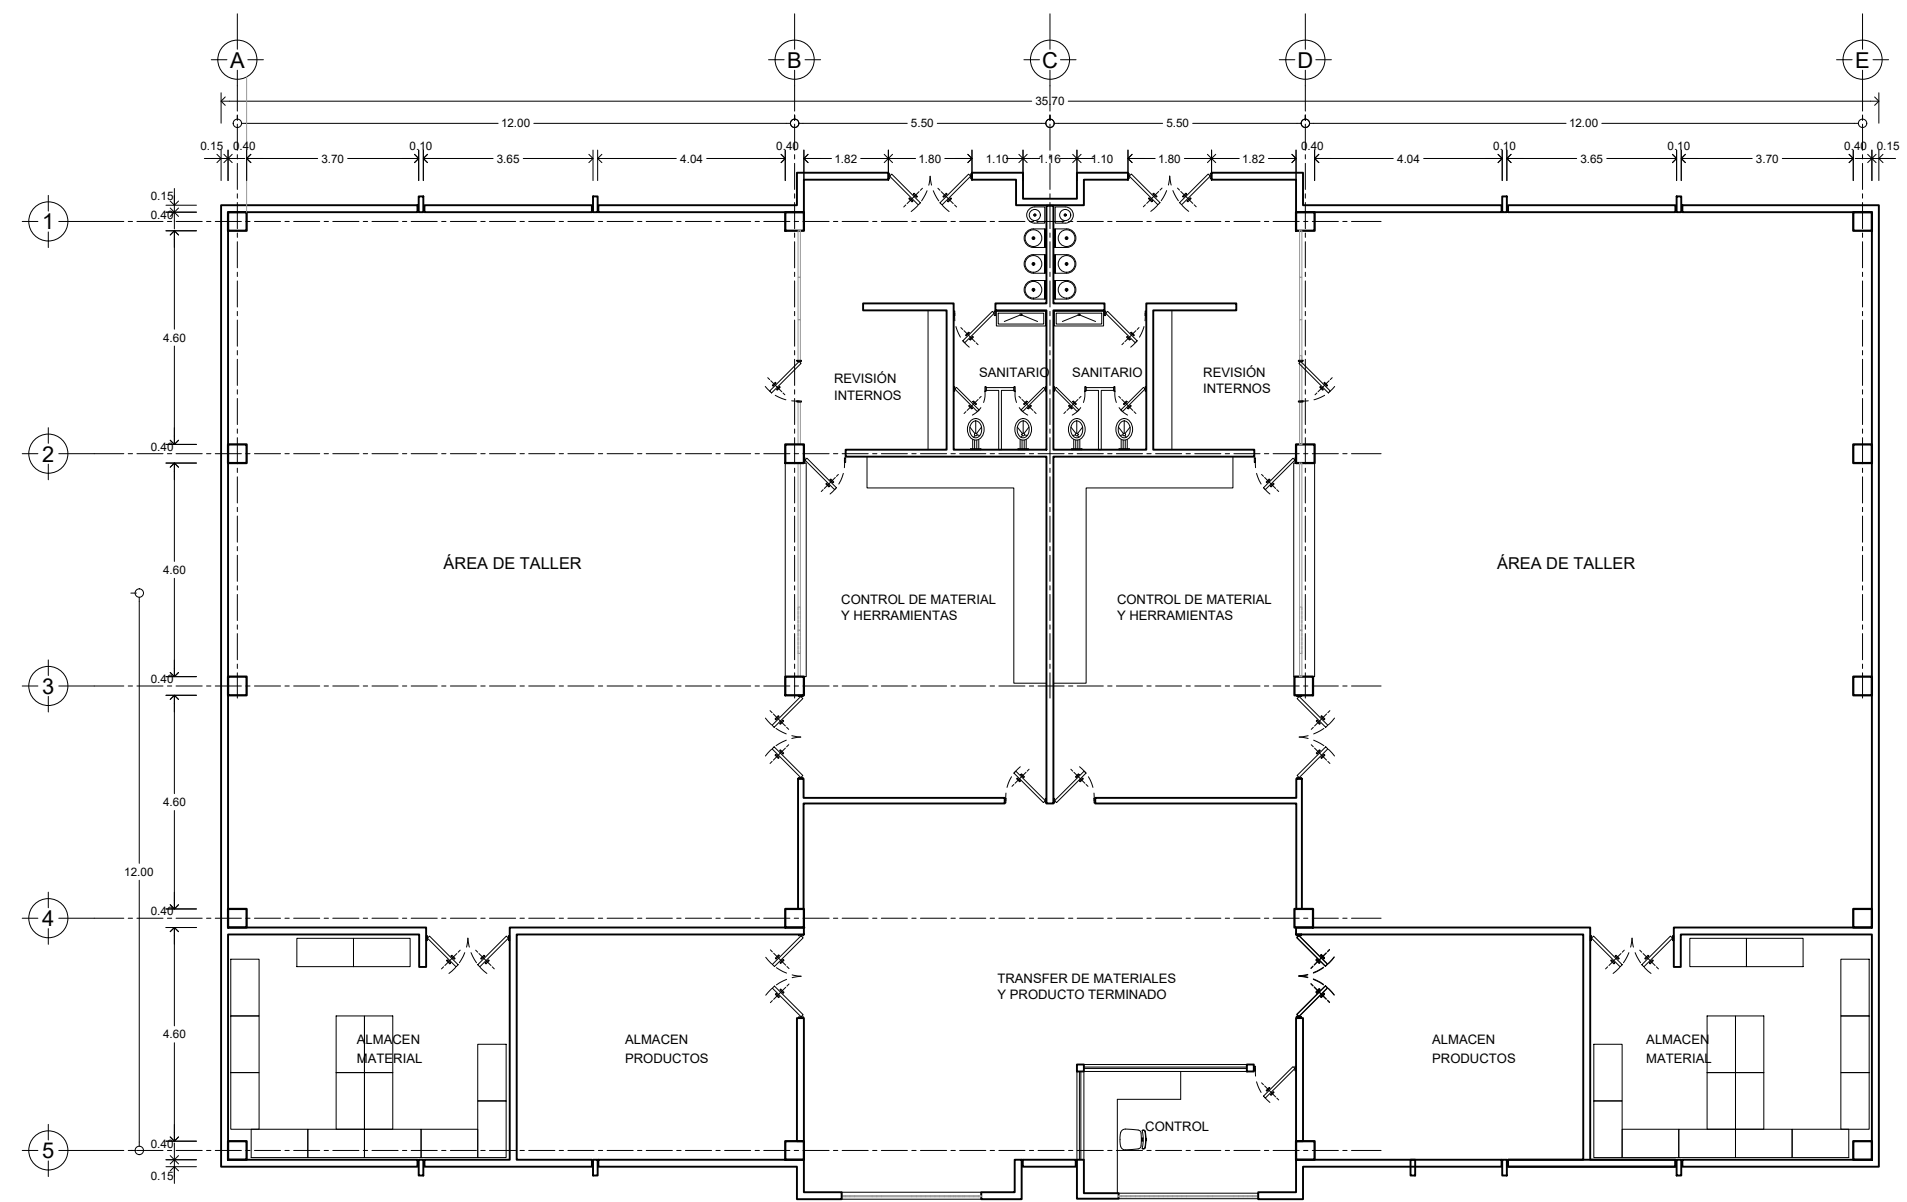 A B C D E
35.70
12.00 5.50 5.50 12.00
0.15 0.40 0.10 0.40 0.40 0.10 0.10 0.40 0.15
3.70 3.65 4.04 1.82 1.80 1.10 1.16 1.10 1.80 1.82 4.04 3.65 3.70
0.15
0.40
1
4.60
REVISIÓN
INTERNOS
SANITARIO
SANITARIO
REVISIÓN
INTERNOS
0.40
2
ÁREA DE TALLER
ÁREA DE TALLER
4.60
CONTROL DE MATERIAL
Y HERRAMIENTAS
CONTROL DE MATERIAL
Y HERRAMIENTAS
0.40
3
4.60
12.00
0.40
4
TRANSFER DE MATERIALES
Y PRODUCTO TERMINADO
4.60
ALMACEN
MATERIAL
ALMACEN
PRODUCTOS
ALMACEN
PRODUCTOS
ALMACEN
MATERIAL
CONTROL
0.40
5
0.15